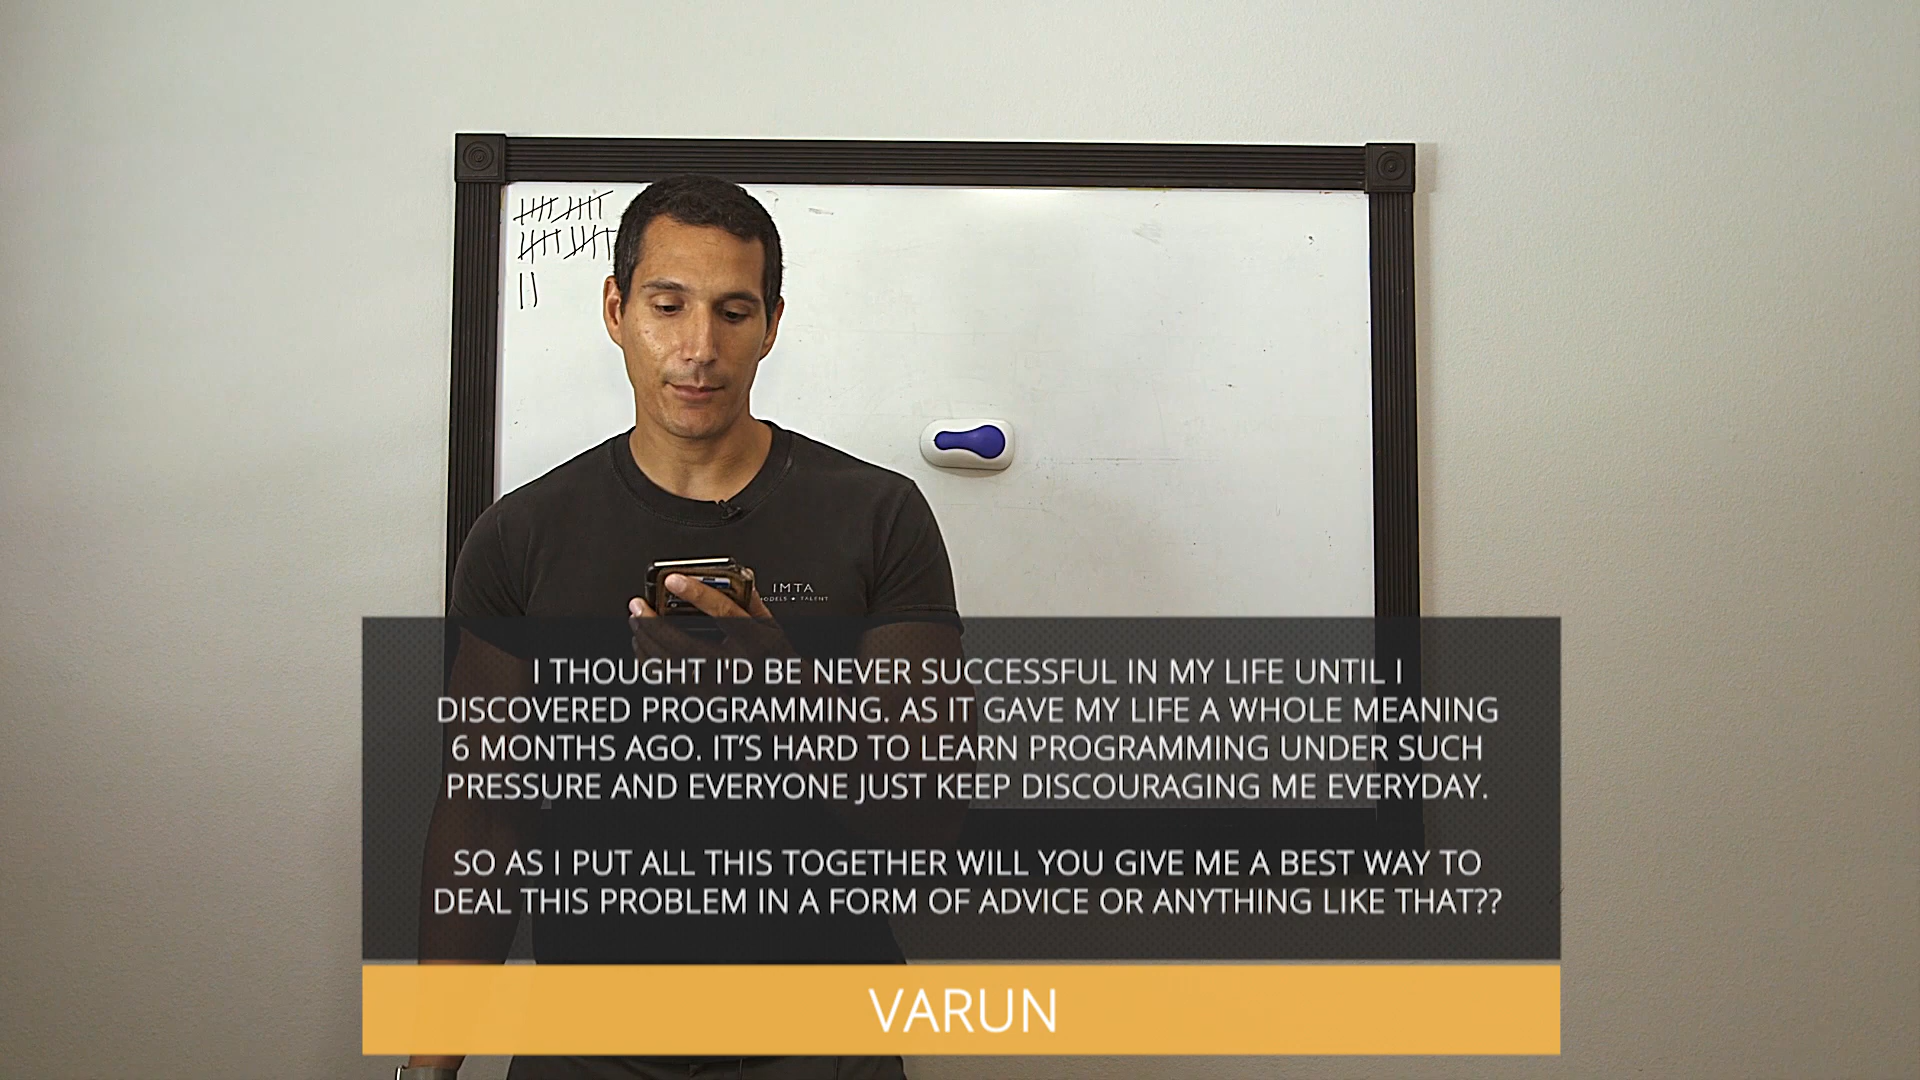 IMTA
MODELS + TALENT
I THOUGHT I'D BE NEVER SUCCESSFUL IN MY LIFE UNTIL I
DISCOVERED PROGRAMMING. AS IT GAVE MY LIFE A WHOLE MEANING
6 MONTHS AGO. IT’S HARD TO LEARN PROGRAMMING UNDER SUCH
PRESSURE AND EVERYONE JUST KEEP DISCOURAGING ME EVERYDAY.
SO AS I PUT ALL THIS TOGETHER WILL YOU GIVE ME A BEST WAY TO
DEAL THIS PROBLEM IN A FORM OF ADVICE OR ANYTHING LIKE THAT??
VARUN